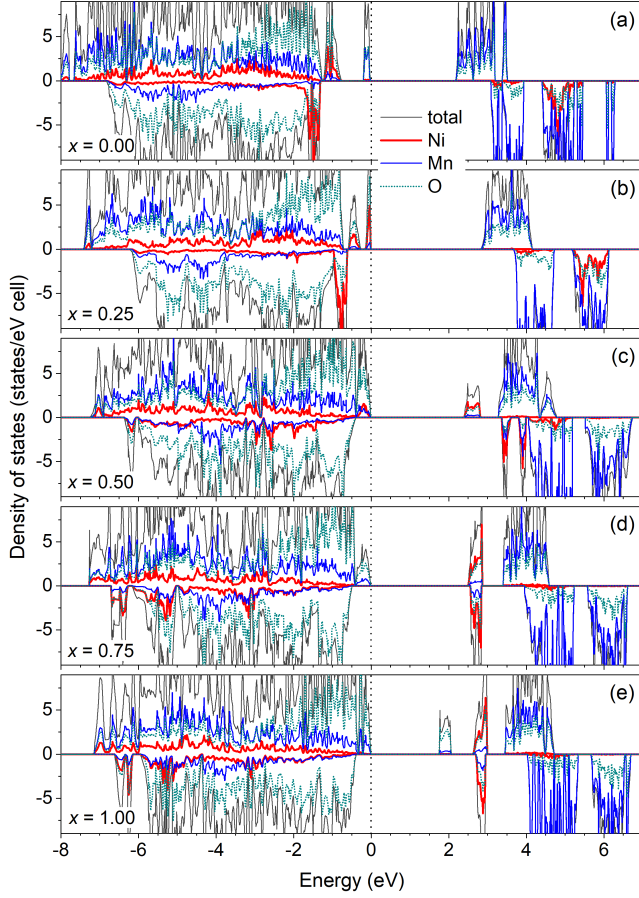 (a)
5
0
-5
x = 0.00
total
Ni
Mn
O
(b)
5
0
-5
x = 0.25
(c)
5
0
-5
x = 0.50
(d)
5
0
-5
x = 0.75
(e)
5
0
-5
x = 1.00
Density of states (states/eV cell)
-8 -6 -4 -2 0 2 4 6
Energy (eV)